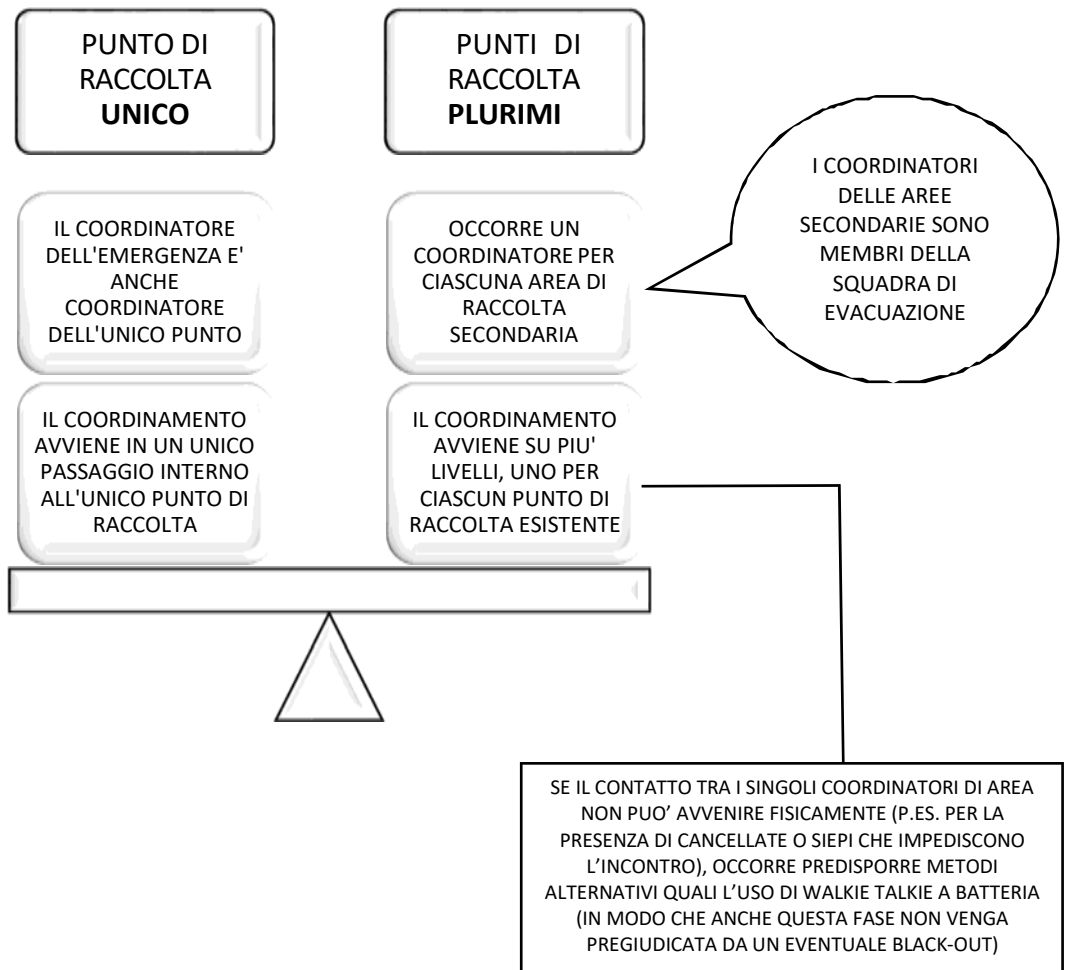 PUNTO DI
RACCOLTA
UNICO
PUNTI DI
RACCOLTA
PLURIMI
IL COORDINATORE
DELL'EMERGENZA E'
ANCHE
COORDINATORE
DELL'UNICO PUNTO
OCCORRE UN
COORDINATORE PER
CIASCUNA AREA DI
RACCOLTA
SECONDARIA
I COORDINATORI
DELLE AREE
SECONDARIE SONO
MEMBRI DELLA
SQUADRA DI
EVACUAZIONE
IL COORDINAMENTO
AVVIENE IN UN UNICO
PASSAGGIO INTERNO
ALL'UNICO PUNTO DI
RACCOLTA
IL COORDINAMENTO
AVVIENE SU PIU'
LIVELLI, UNO PER
CIASCUN PUNTO DI
RACCOLTA ESISTENTE
SE IL CONTATTO TRA I SINGOLI COORDINATORI DI AREA
NON PUO’ AVVENIRE FISICAMENTE (P.ES. PER LA
PRESENZA DI CANCELLATE O SIEPI CHE IMPEDISCONO
L’INCONTRO), OCCORRE PREDISPORRE METODI
ALTERNATIVI QUALI L’USO DI WALKIE TALKIE A BATTERIA
(IN MODO CHE ANCHE QUESTA FASE NON VENGA
PREGIUDICATA DA UN EVENTUALE BLACK-OUT)